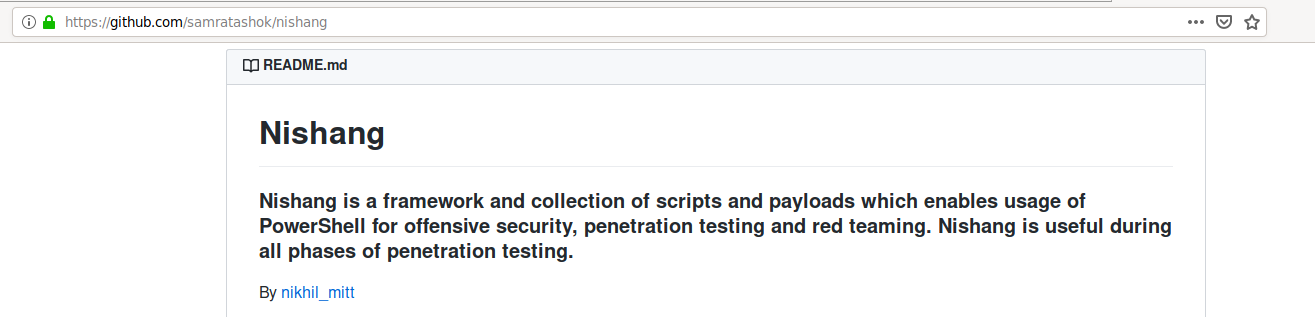 https://github.com/samratashok/nishang
README.md
Nishang
Nishang is a framework and collection of scripts and payloads which enables usage of
PowerShell for offensive security, penetration testing and red teaming. Nishang is useful during
all phases of penetration testing.
By nikhil_mitt